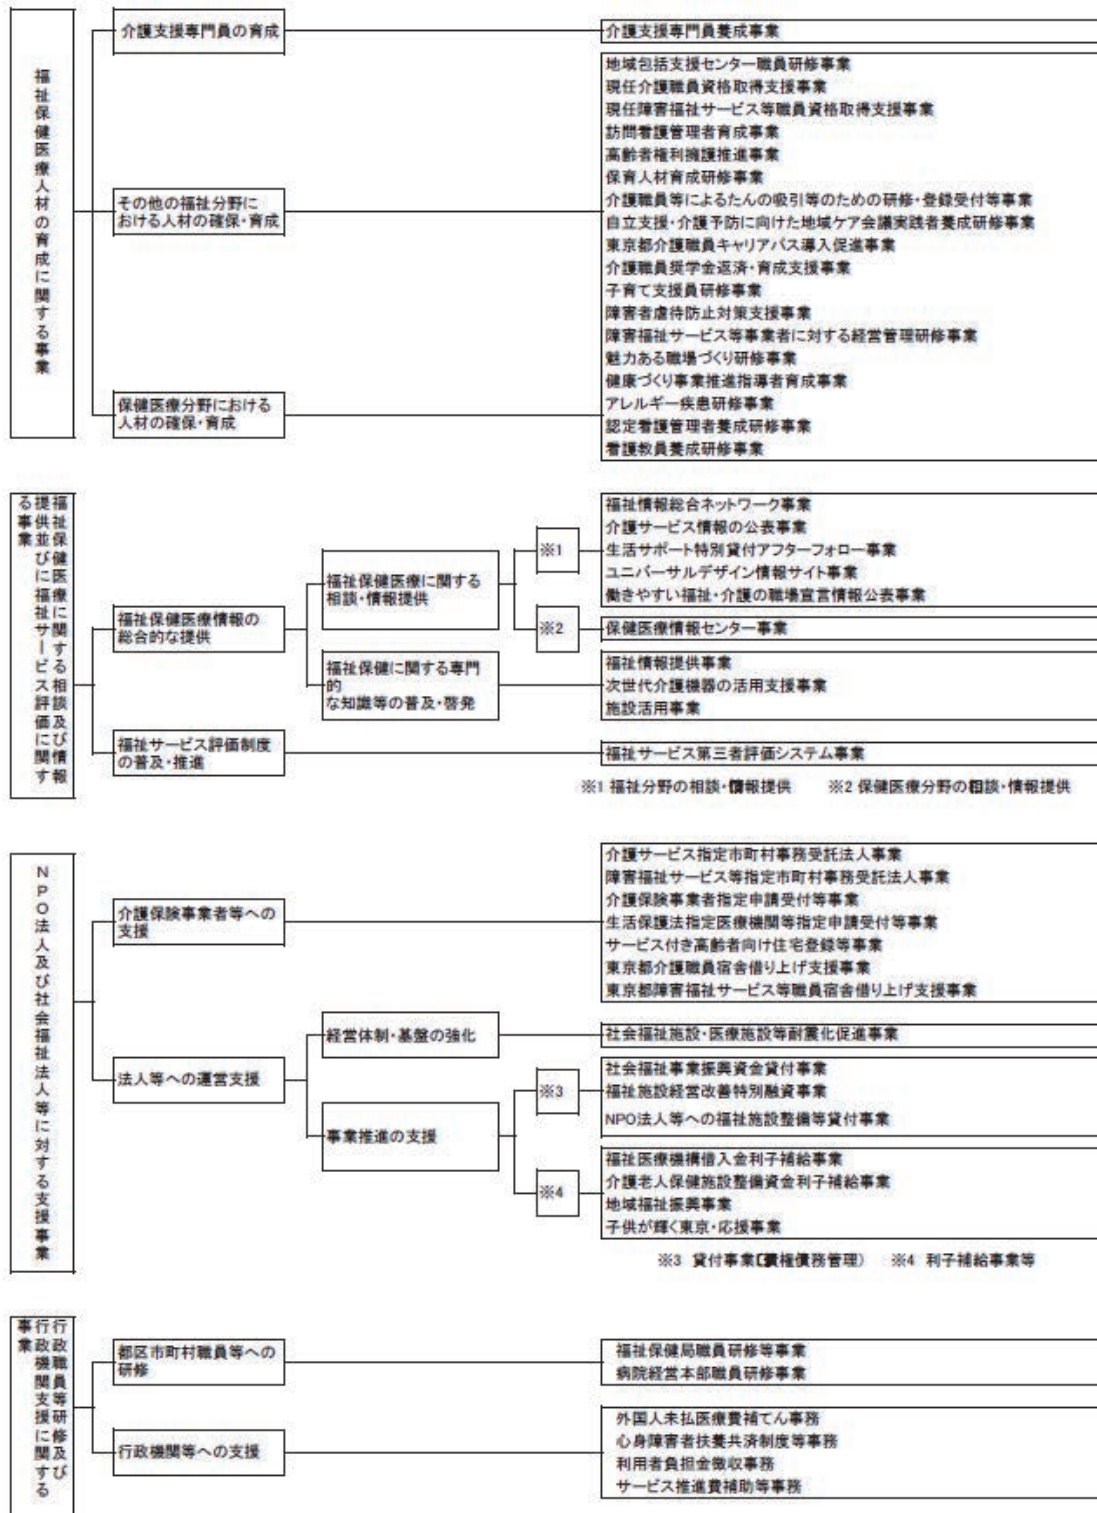 福祉保健医療人材の育成に関する事業
介護支援専門員の育成
介護支援専門員養成事業
その他の福祉分野に
おける人材の確保・育成
保健医療分野における
人材の確保・育成
地域包括支援センター職員研修事業
現任介護職員資格取得支援事業
現任障害福祉サービス等職員資格取得支援事業
訪問看護管理者育成事業
高齢者権利擁護推進事業
保育人材育成研修事業
介護職員等によるたんの吸引等のための研修・登録受付等事業
自立支援・介護予防に向けた地域ケア会議実践者養成研修事業
東京都介護職員キャリアパス導入促進事業
介護職員奨学金返済・育成支援事業
子育て支援員研修事業
障害者虐待防止対策支援事業
障害福祉サービス等事業者に対する経営管理研修事業
魅力ある職場づくり研修事業
健康づくり事業推進指導者育成事業
アレルギー疾患研修事業
認定看護管理者養成研修事業
看護教員養成研修事業
福祉保健医療に関する相談及び情報
提供並びに福祉サービス評価に関す
る事業
福祉保健医療情報の
総合的な提供
福祉保健医療に関する
相談・情報提供
※1
福祉情報総合ネットワーク事業
介護サービス情報の公表事業
生活サポート特別貸付アフターフォロー事業
ユニバーサルデザイン情報サイト事業
働きやすい福祉・介護の職場宣言情報公表事業
※2
保健医療情報センター事業
福祉保健に関する専門
的
な知識等の普及・啓発
福祉情報提供事業
次世代介護機器の活用支援事業
施設活用事業
福祉サービス評価制度
の普及・推進
福祉サービス第三者評価システム事業
※1 福祉分野の相談・情報提供 ※2 保健医療分野の相談・情報提供
NPO法人及び社会福祉法人等に対する支援事業
介護保険事業者等への
支援
介護サービス指定市町村事務受託法人事業
障害福祉サービス等指定市町村事務受託法人事業
介護保険事業者指定申請受付等事業
生活保護法指定医療機関等指定申請受付等事業
サービス付き高齢者向け住宅登録等事業
東京都介護職員宿舎借り上げ支援事業
東京都障害福祉サービス等職員宿舎借り上げ支援事業
法人等への運営支援
経営体制・基盤の強化
社会福祉施設・医療施設等耐震化促進事業
事業推進の支援
※3
社会福祉事業振興資金貸付事業
福祉施設経営改善特別融資事業
NPO法人等への福祉施設整備等貸付事業
※4
福祉医療機構借入金利子補給事業
介護老人保健施設整備資金利子補給事業
地域福祉振興事業
子供が輝く東京・応援事業
※3 貸付事業(債権債務管理) ※4 利子補給事業等
行政職員等研修及び
行政機関支援に関する
事業
都区市町村職員等への
研修
福祉保健局職員研修等事業
病院経営本部職員研修事業
行政機関等への支援
外国人未払医療費補てん事務
心身障害者扶養共済制度等事務
利用者負担金徴収事務
サービス推進費補助等事務